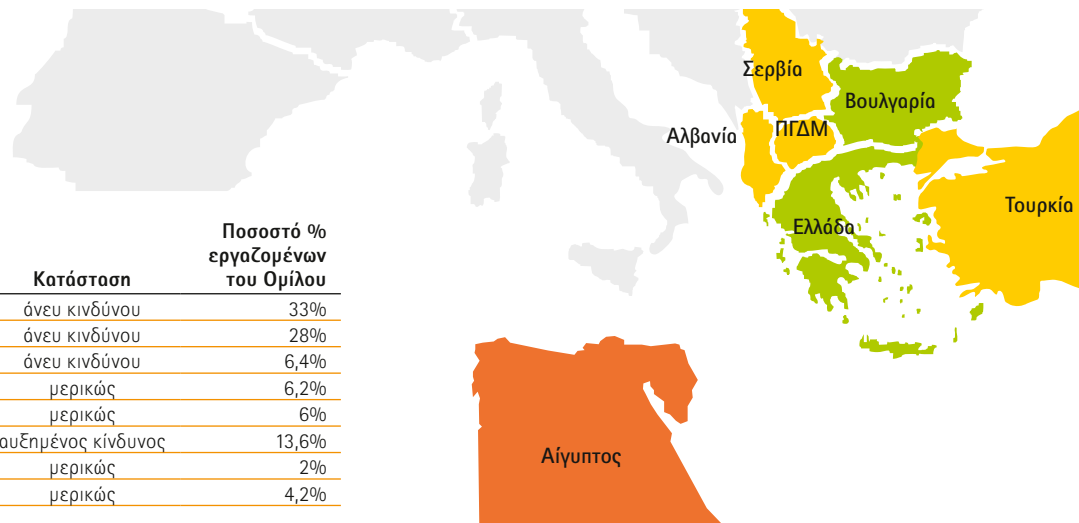 Σερβία
Βουλγαρία
Αλβανία
ΠΓΔΜ
Τουρκία
Ελλάδα
Αίγυπτος
Ποσοστό %
εργαζομένων
Κατάσταση του Ομίλου
άνευ κινδύνου 33%
άνευ κινδύνου 28%
άνευ κινδύνου 6,4%
μερικώς 6,2%
μερικώς 6%
αυξημένος κίνδυνος 13,6%
μερικώς 2%
μερικώς 4,2%